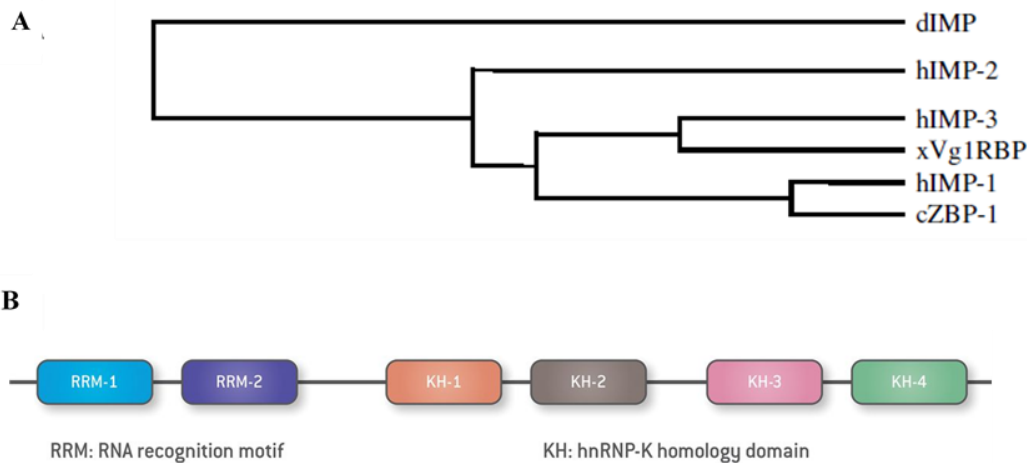 A
dIMP
hIMP-2
hIMP-3
xVg1RBP
hIMP-1
cZBP-1
B
RRM-1 RRM-2 KH-1 KH-2 KH-3 KH-4
RRM: RNA recognition motif KH: hnRNP-K homology domain